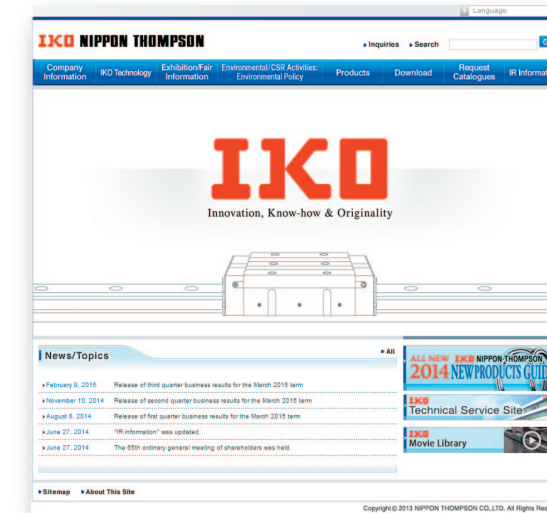 Language
IKO NIPPON THOMPSON
Inquiries Search
Company Information
IKO Technology
Exhibition/Fair Information
Environmental/CSR Activities: Environmental Policy
Products
Download
Request Catalogues
IR Informat
IKO
Innovation, Know-how & Originality
News/Topics
All
February 9, 2015 Release of third quarter business results for the March 2015 term
November 10, 2014 Release of second quarter business results for the March 2015 term
August 8, 2014 Release of first quarter business results for the March 2015 term
June 27, 2014 "IR information" was updated.
June 27, 2014 The 65th ordinary general meeting of shareholders was held.
ALL NEW IKO NIPPON THOMPSON
2014 NEW PRODUCTS GUID
IKO
Technical Service Site
IKO
Movie Library
Sitemap About This Site
Copyright© 2013 NIPPON THOMPSON CO.,LTD. All Rights Res